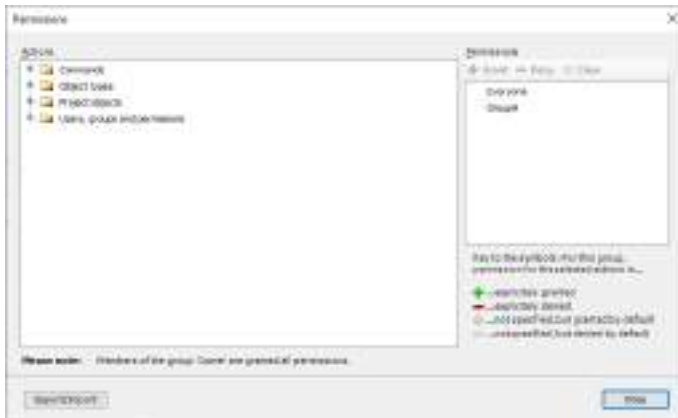 Permissions
Actions
Permissions
Grant Deny Clear
Commands
Object types
Project objects
Users, groups and permissions
Everyone
Key to the symbols: For this group,
permission for the selected actions is...
...explicitly granted
...explicitly denied
...not specified, but granted by default
...not specified, but denied by default
Please note: Members of the group 'Owner' are granted all permissions.
Export/Import
Close